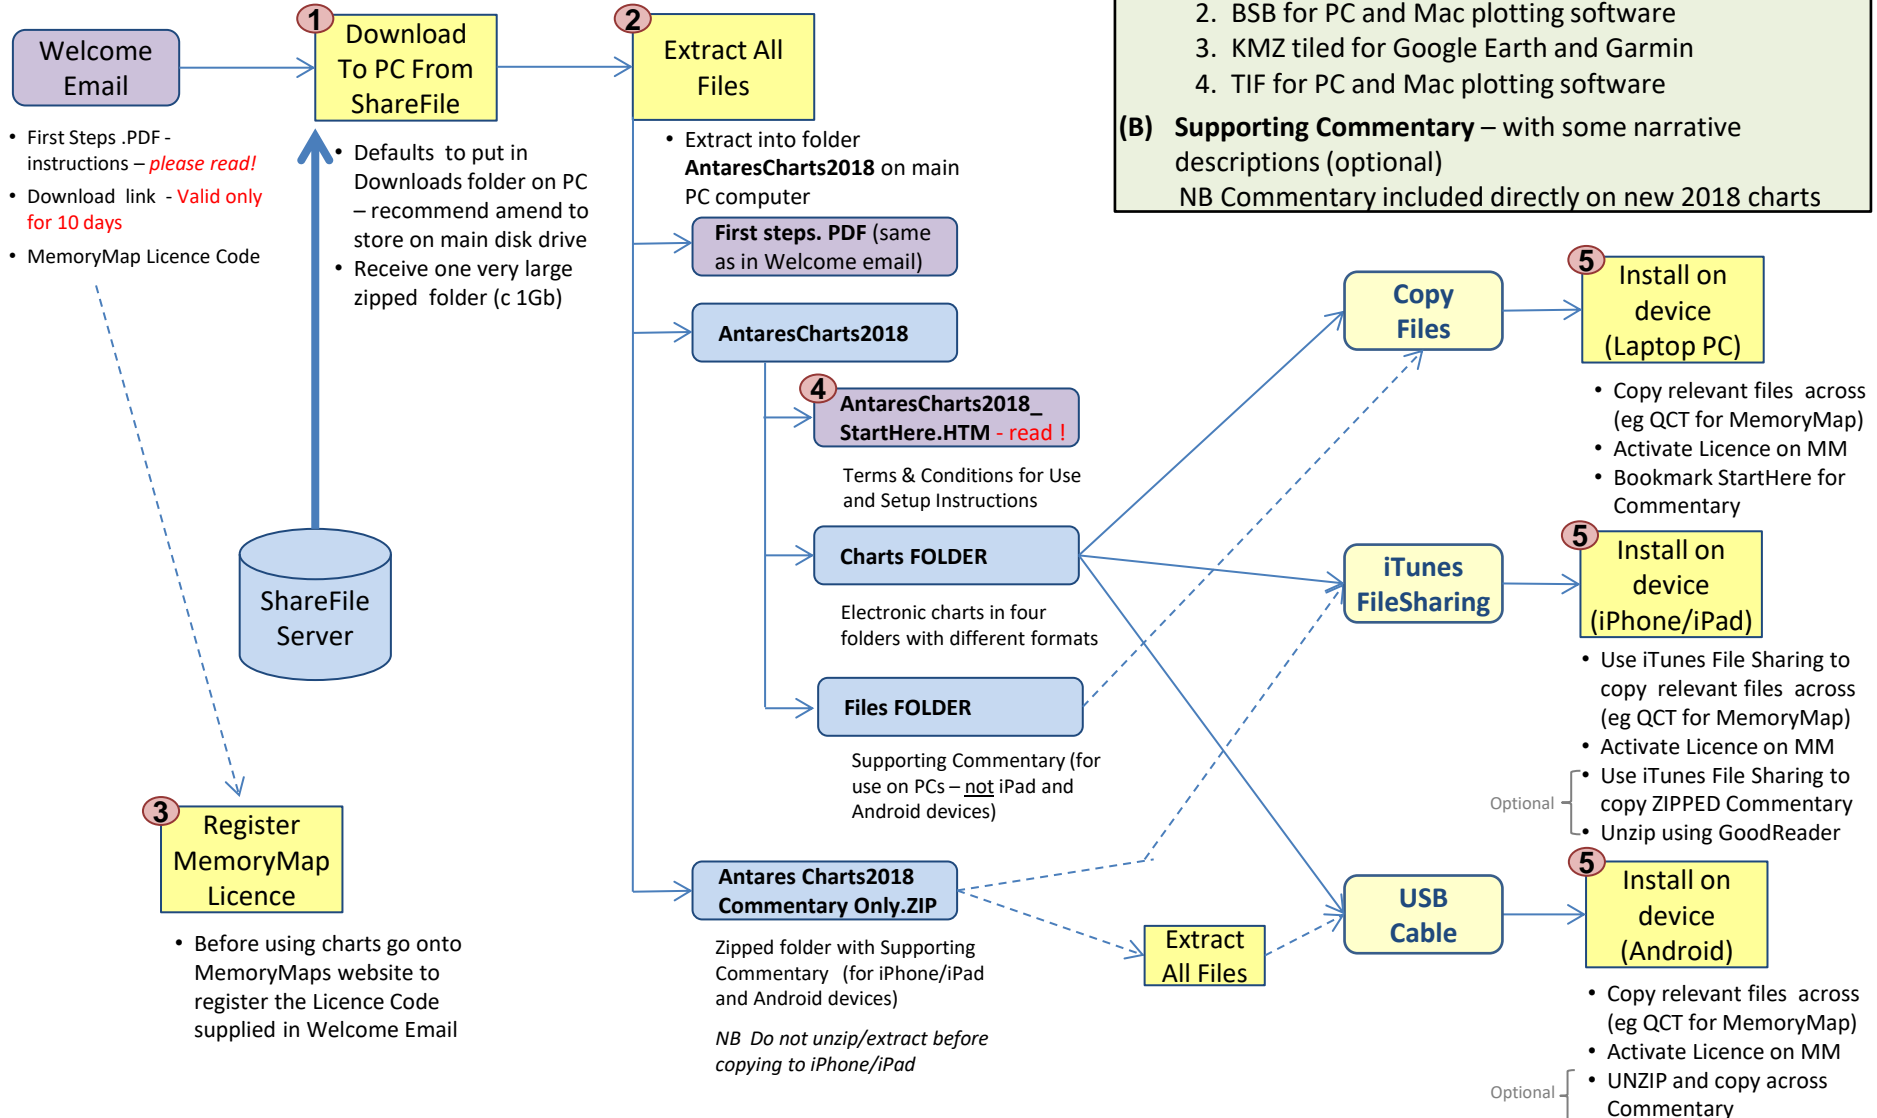 2. BSB for PC and Mac plotting software
3. KMZ tiled for Google Earth and Garmin
4. TIF for PC and Mac plotting software
(B) Supporting Commentary – with some narrative
descriptions (optional)
NB Commentary included directly on new 2018 charts
Welcome
Email
• First Steps .PDF -
instructions – please read!
• Download link - Valid only
for 10 days
• MemoryMap Licence Code
1
Download
To PC From
ShareFile
• Defaults to put in
Downloads folder on PC
– recommend amend to
store on main disk drive
• Receive one very large
zipped folder (c 1Gb)
ShareFile
Server
2
Extract All
Files
• Extract into folder
AntaresCharts2018 on main
PC computer
First steps. PDF (same
as in Welcome email)
AntaresCharts2018
4
AntaresCharts2018_
StartHere.HTM - read !
Terms & Conditions for Use
and Setup Instructions
Charts FOLDER
Electronic charts in four
folders with different formats
Files FOLDER
Supporting Commentary (for
use on PCs – not iPad and
Android devices)
Antares Charts2018
Commentary Only.ZIP
Zipped folder with Supporting
Commentary (for iPhone/iPad
and Android devices)
NB Do not unzip/extract before
copying to iPhone/iPad
3
Register
MemoryMap
Licence
• Before using charts go onto
MemoryMaps website to
register the Licence Code
supplied in Welcome Email
Extract
All Files
Copy
Files
5
Install on
device
(Laptop PC)
• Copy relevant files across
(eg QCT for MemoryMap)
• Activate Licence on MM
• Bookmark StartHere for
Commentary
iTunes
FileSharing
5
Install on
device
(iPhone/iPad)
• Use iTunes File Sharing to
copy relevant files across
(eg QCT for MemoryMap)
• Activate Licence on MM
Optional
• Use iTunes File Sharing to
copy ZIPPED Commentary
• Unzip using GoodReader
USB
Cable
5
Install on
device
(Android)
• Copy relevant files across
(eg QCT for MemoryMap)
• Activate Licence on MM
Optional
• UNZIP and copy across
Commentary